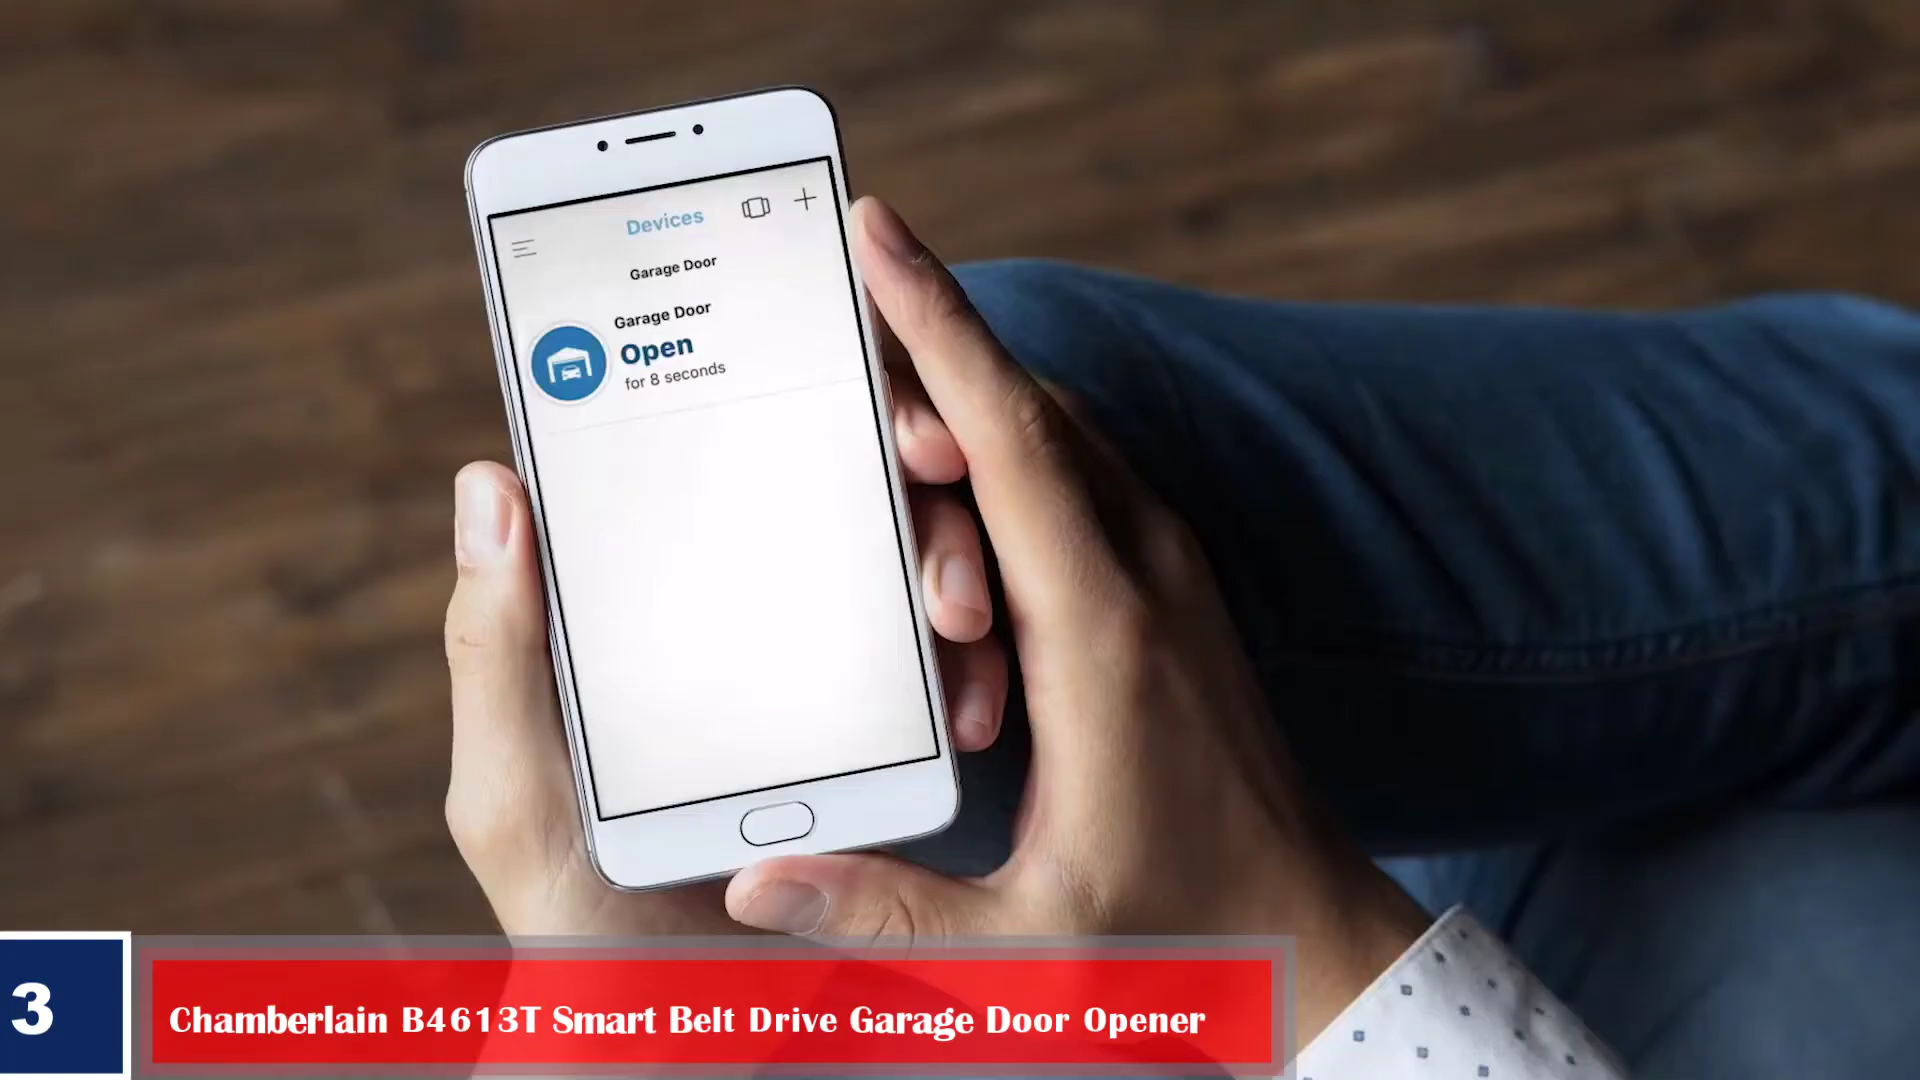 Devices
Garage Door
Garage Door
Open
for 8 seconds
3
Chamberlain B4613T Smart Belt Drive Garage Door Opener